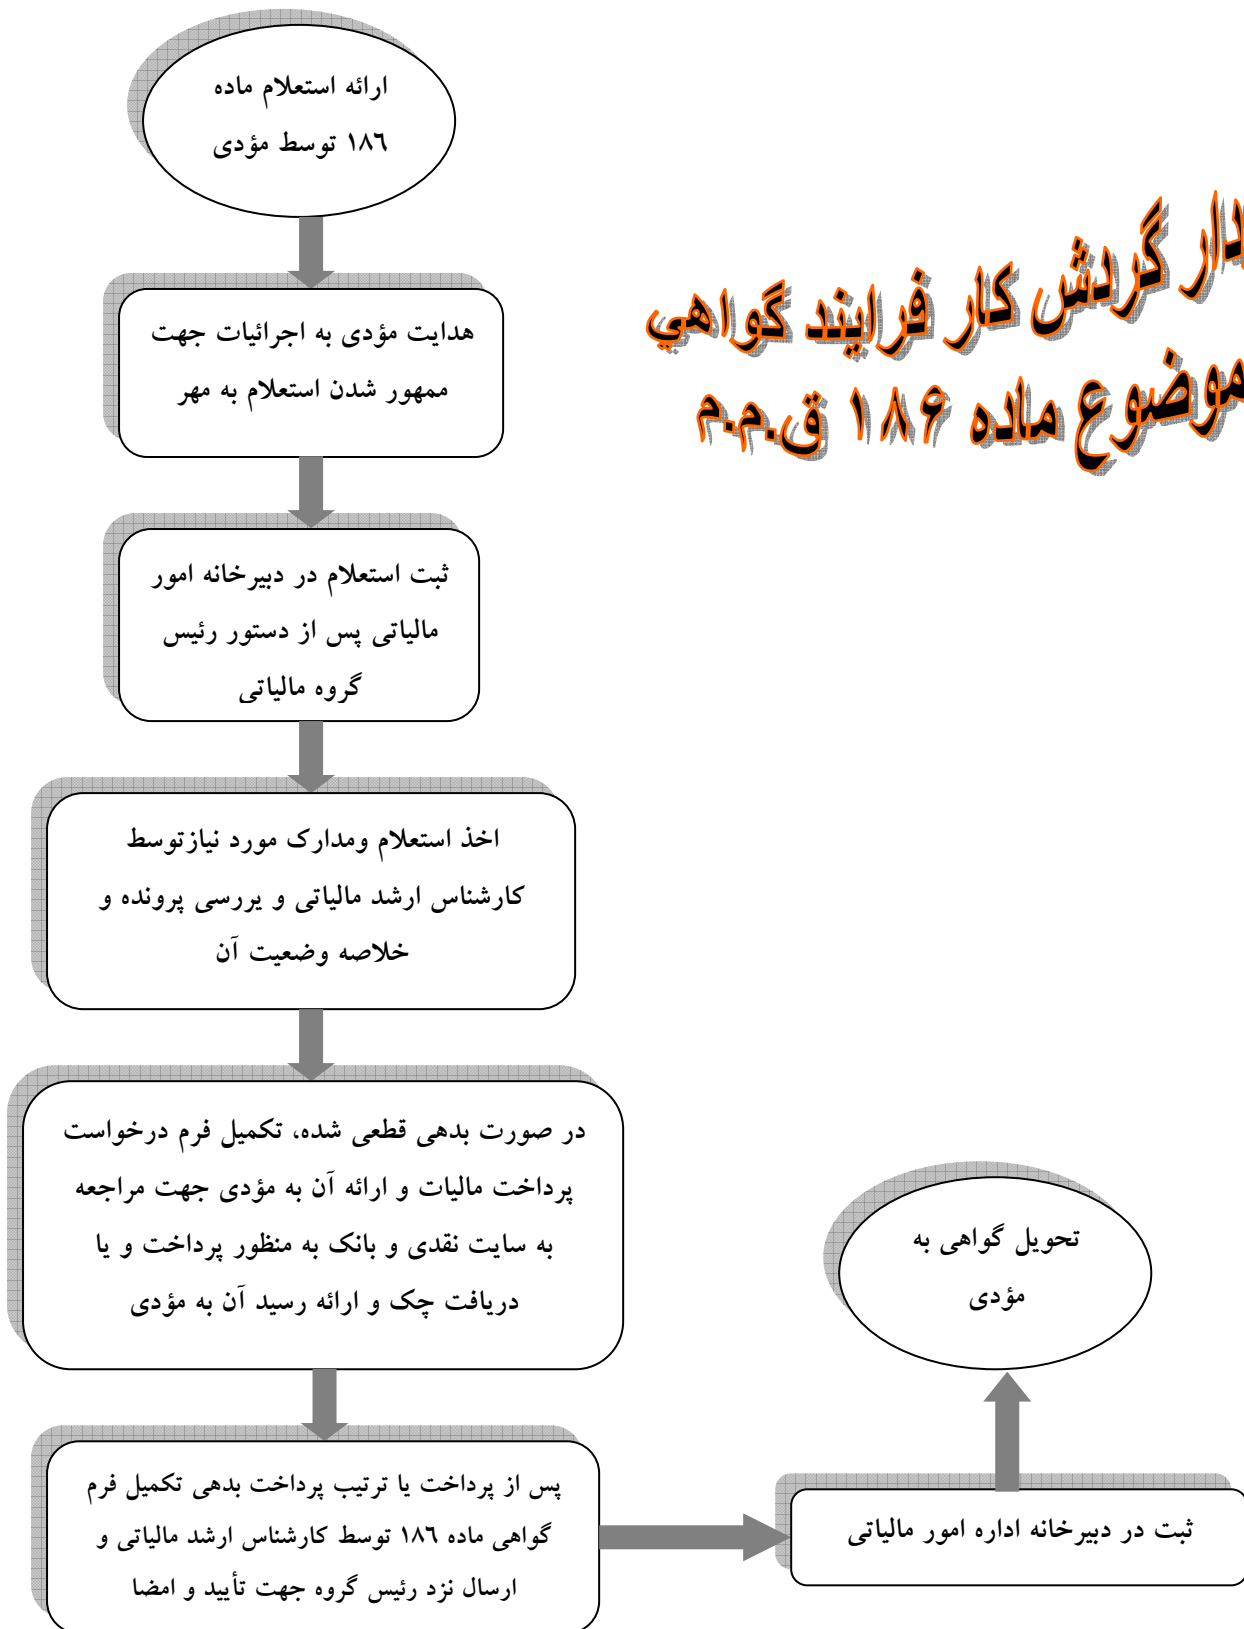 ارائه استعلام ماده
۱۸٦ توسط مؤدی
گردش کار فرایند گواهي
موضوع ماده ۱۸۶ ق.م.م
هدایت مؤدی به اجرائیات جهت
ممهور شدن استعلام به مهر
ثبت استعلام در دبیرخانه امور
مالیاتی پس از دستور رئیس
گروه مالیاتی
اخذ استعلام ومدارک مورد نیازتوسط
کارشناس ارشد مالیاتی و یررسی پرونده و
خلاصه وضعیت آن
در صورت بدهی قطعی شده، تکمیل فرم درخواست
پرداخت مالیات و ارائه آن به مؤدی جهت مراجعه
به سایت نقدی و بانک به منظور پرداخت و یا
دریافت چک و ارائه رسید آن به مؤدی
پس از پرداخت یا ترتیب پرداخت بدهی تکمیل فرم
گواهی ماده ۱۸٦ توسط کارشناس ارشد مالیاتی و
ارسال نزد رئیس گروه جهت تأیید و امضا
ثبت در دبیرخانه اداره امور مالیاتی
تحویل گواهی به
مؤدی